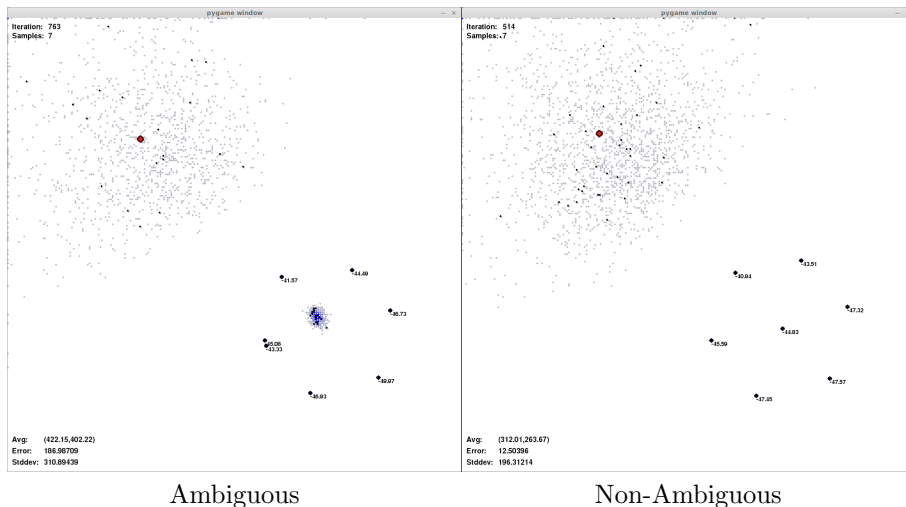 pygame window
Iteration: 763
Samples: 7
-41.57
-44.49
-46.73
-45.08
-43.33
-49.97
-46.93
Avg: (422.15,402.22)
Error: 186.98709
Stddev: 310.89439
pygame window
Iteration: 514
Samples: 7
-43.51
-40.94
-47.32
-44.83
-45.59
-47.57
-47.45
Avg: (312.01,263.67)
Error: 12.50396
Stddev: 196.31214
Ambiguous
Non-Ambiguous